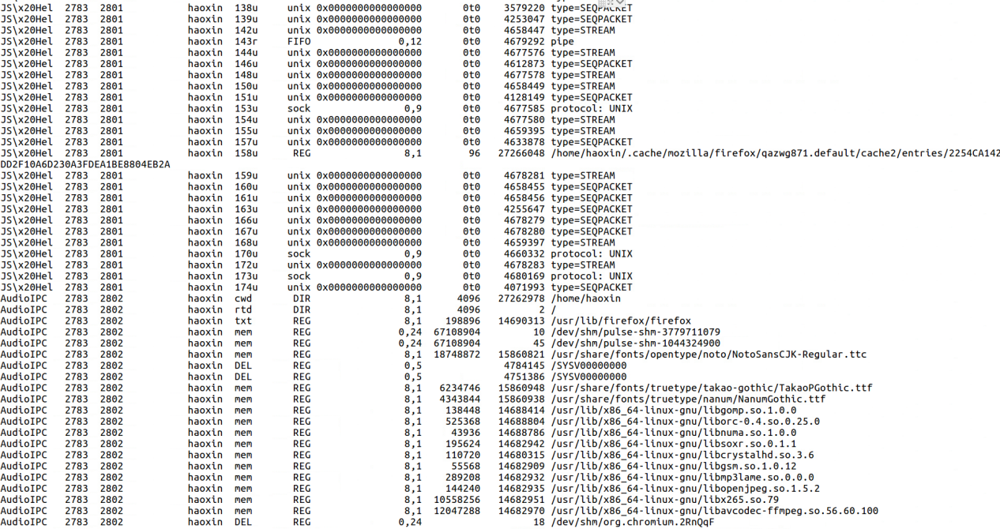 JS\x20Hel  2783  2801           haoxin  138u      unix 0x0000000000000000       0t0    3579220 type=SEQPACKET
JS\x20Hel  2783  2801           haoxin  139u      unix 0x0000000000000000       0t0    4253047 type=SEQPACKET
JS\x20Hel  2783  2801           haoxin  142u      unix 0x0000000000000000       0t0    4658447 type=STREAM
JS\x20Hel  2783  2801           haoxin  143r      FIFO               0,12       0t0    4679292 pipe
JS\x20Hel  2783  2801           haoxin  144u      unix 0x0000000000000000       0t0    4677576 type=STREAM
JS\x20Hel  2783  2801           haoxin  146u      unix 0x0000000000000000       0t0    4612873 type=SEQPACKET
JS\x20Hel  2783  2801           haoxin  148u      unix 0x0000000000000000       0t0    4677578 type=STREAM
JS\x20Hel  2783  2801           haoxin  150u      unix 0x0000000000000000       0t0    4658449 type=STREAM
JS\x20Hel  2783  2801           haoxin  151u      unix 0x0000000000000000       0t0    4128149 type=SEQPACKET
JS\x20Hel  2783  2801           haoxin  153u      sock                0,9       0t0    4677585 protocol: UNIX
JS\x20Hel  2783  2801           haoxin  154u      unix 0x0000000000000000       0t0    4677580 type=STREAM
JS\x20Hel  2783  2801           haoxin  155u      unix 0x0000000000000000       0t0    4659395 type=STREAM
JS\x20Hel  2783  2801           haoxin  157u      unix 0x0000000000000000       0t0    4633878 type=SEQPACKET
JS\x20Hel  2783  2801           haoxin  158u       REG                8,1        96   27266048 /home/haoxin/.cache/mozilla/firefox/qazwg871.default/cache2/entries/2254CA142
DD2F10A6D230A3FDEA1BE8804EB2A
JS\x20Hel  2783  2801           haoxin  159u      unix 0x0000000000000000       0t0    4678281 type=STREAM
JS\x20Hel  2783  2801           haoxin  160u      unix 0x0000000000000000       0t0    4658455 type=SEQPACKET
JS\x20Hel  2783  2801           haoxin  161u      unix 0x0000000000000000       0t0    4658456 type=SEQPACKET
JS\x20Hel  2783  2801           haoxin  163u      unix 0x0000000000000000       0t0    4255647 type=SEQPACKET
JS\x20Hel  2783  2801           haoxin  166u      unix 0x0000000000000000       0t0    4678279 type=SEQPACKET
JS\x20Hel  2783  2801           haoxin  167u      unix 0x0000000000000000       0t0    4678280 type=SEQPACKET
JS\x20Hel  2783  2801           haoxin  168u      unix 0x0000000000000000       0t0    4659397 type=STREAM
JS\x20Hel  2783  2801           haoxin  170u      sock                0,9       0t0    4660332 protocol: UNIX
JS\x20Hel  2783  2801           haoxin  172u      unix 0x0000000000000000       0t0    4678283 type=STREAM
JS\x20Hel  2783  2801           haoxin  173u      sock                0,9       0t0    4680169 protocol: UNIX
JS\x20Hel  2783  2801           haoxin  174u      unix 0x0000000000000000       0t0    4071993 type=SEQPACKET
AudioIPC   2783  2802           haoxin  cwd        DIR                8,1      4096   27262978 /home/haoxin
AudioIPC   2783  2802           haoxin  rtd        DIR                8,1      4096          2 /
AudioIPC   2783  2802           haoxin  txt        REG                8,1    198896   14690313 /usr/lib/firefox/firefox
AudioIPC   2783  2802           haoxin  mem        REG               0,24  67108904         10 /dev/shm/pulse-shm-3779711079
AudioIPC   2783  2802           haoxin  mem        REG               0,24  67108904         45 /dev/shm/pulse-shm-1044324900
AudioIPC   2783  2802           haoxin  mem        REG                8,1  18748872   15860821 /usr/share/fonts/opentype/noto/NotoSansCJK-Regular.ttc
AudioIPC   2783  2802           haoxin  DEL        REG                0,5             4784145 /SYSV00000000
AudioIPC   2783  2802           haoxin  DEL        REG                0,5             4751386 /SYSV00000000
AudioIPC   2783  2802           haoxin  mem        REG                8,1   6234746   15860948 /usr/share/fonts/truetype/takao-gothic/TakaoPGothic.ttf
AudioIPC   2783  2802           haoxin  mem        REG                8,1   4343844   15860938 /usr/share/fonts/truetype/nanum/NanumGothic.ttf
AudioIPC   2783  2802           haoxin  mem        REG                8,1    138448   14688414 /usr/lib/x86_64-linux-gnu/libgomp.so.1.0.0
AudioIPC   2783  2802           haoxin  mem        REG                8,1    525368   14688804 /usr/lib/x86_64-linux-gnu/liborc-0.4.so.0.25.0
AudioIPC   2783  2802           haoxin  mem        REG                8,1     43936   14688786 /usr/lib/x86_64-linux-gnu/libnuma.so.1.0.0
AudioIPC   2783  2802           haoxin  mem        REG                8,1    195624   14682942 /usr/lib/x86_64-linux-gnu/libsoxr.so.0.1.1
AudioIPC   2783  2802           haoxin  mem        REG                8,1    110720   14680315 /usr/lib/x86_64-linux-gnu/libcrystalhd.so.3.6
AudioIPC   2783  2802           haoxin  mem        REG                8,1     55568   14682909 /usr/lib/x86_64-linux-gnu/libgsm.so.1.0.12
AudioIPC   2783  2802           haoxin  mem        REG                8,1    289208   14682932 /usr/lib/x86_64-linux-gnu/libmp3lame.so.0.0.0
AudioIPC   2783  2802           haoxin  mem        REG                8,1    144240   14682935 /usr/lib/x86_64-linux-gnu/libopenjpeg.so.1.5.2
AudioIPC   2783  2802           haoxin  mem        REG                8,1  10558256   14682951 /usr/lib/x86_64-linux-gnu/libx265.so.79
AudioIPC   2783  2802           haoxin  mem        REG                8,1  12047288   14682970 /usr/lib/x86_64-linux-gnu/libavcodec-ffmpeg.so.56.60.100
AudioIPC   2783  2802           haoxin  DEL        REG               0,24                 18 /dev/shm/org.chromium.2RnQqF